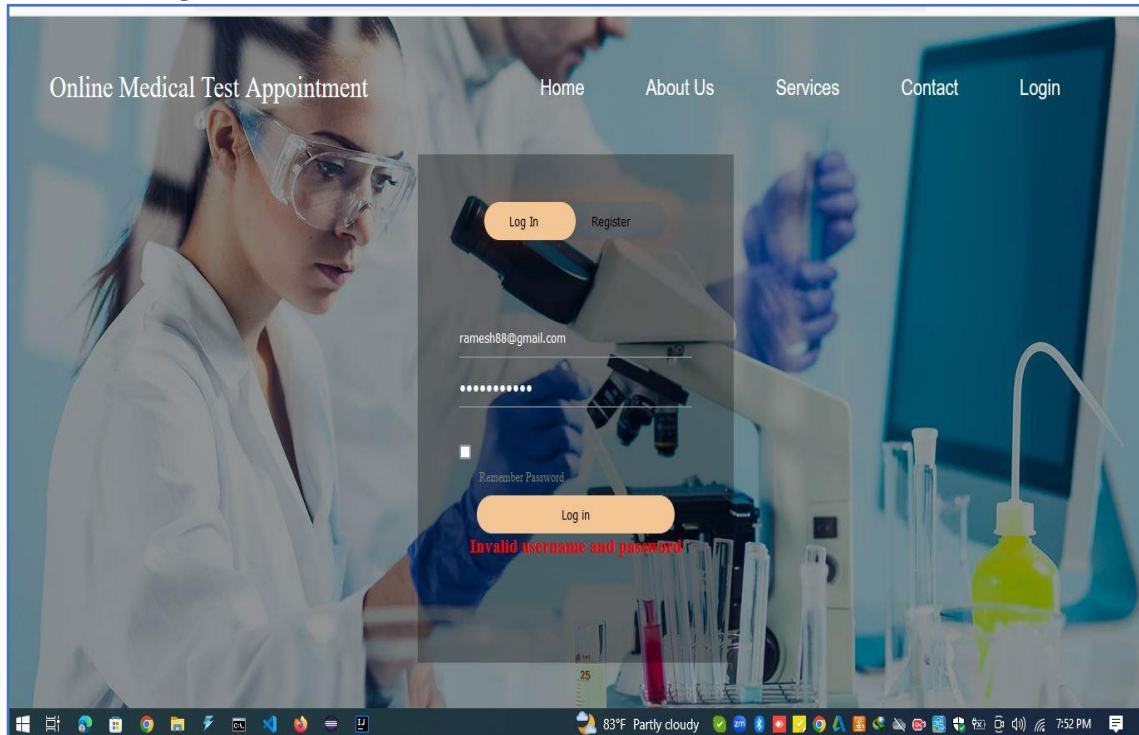 Online Medical Test Appointment
Home About Us Services Contact Login
Log In Register
ramesh88@gmail.com
•••••••••••
Remember Password
Log in
Invalid username and password
25
83°F Partly cloudy 7:52 PM